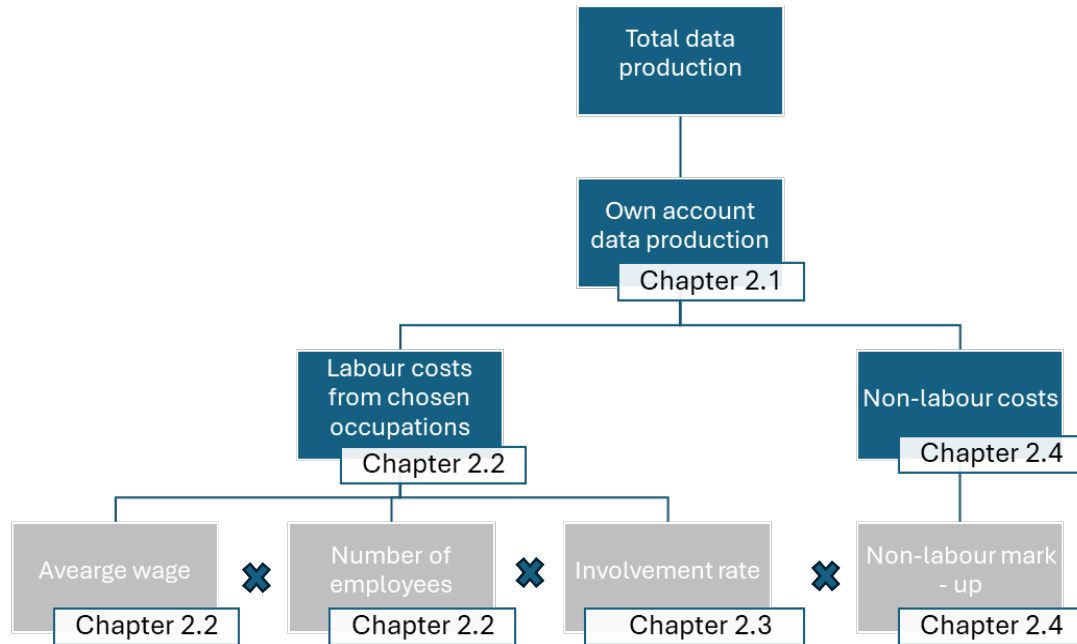 Total data
production
Own account
data production
Chapter 2.1
Labour costs
from chosen
occupations
Chapter 2.2
Non-labour costs
Chapter 2.4
Avearge wage
Chapter 2.2
Number of
employees
Chapter 2.2
Involvement rate
Chapter 2.3
Non-labour mark
- up
Chapter 2.4